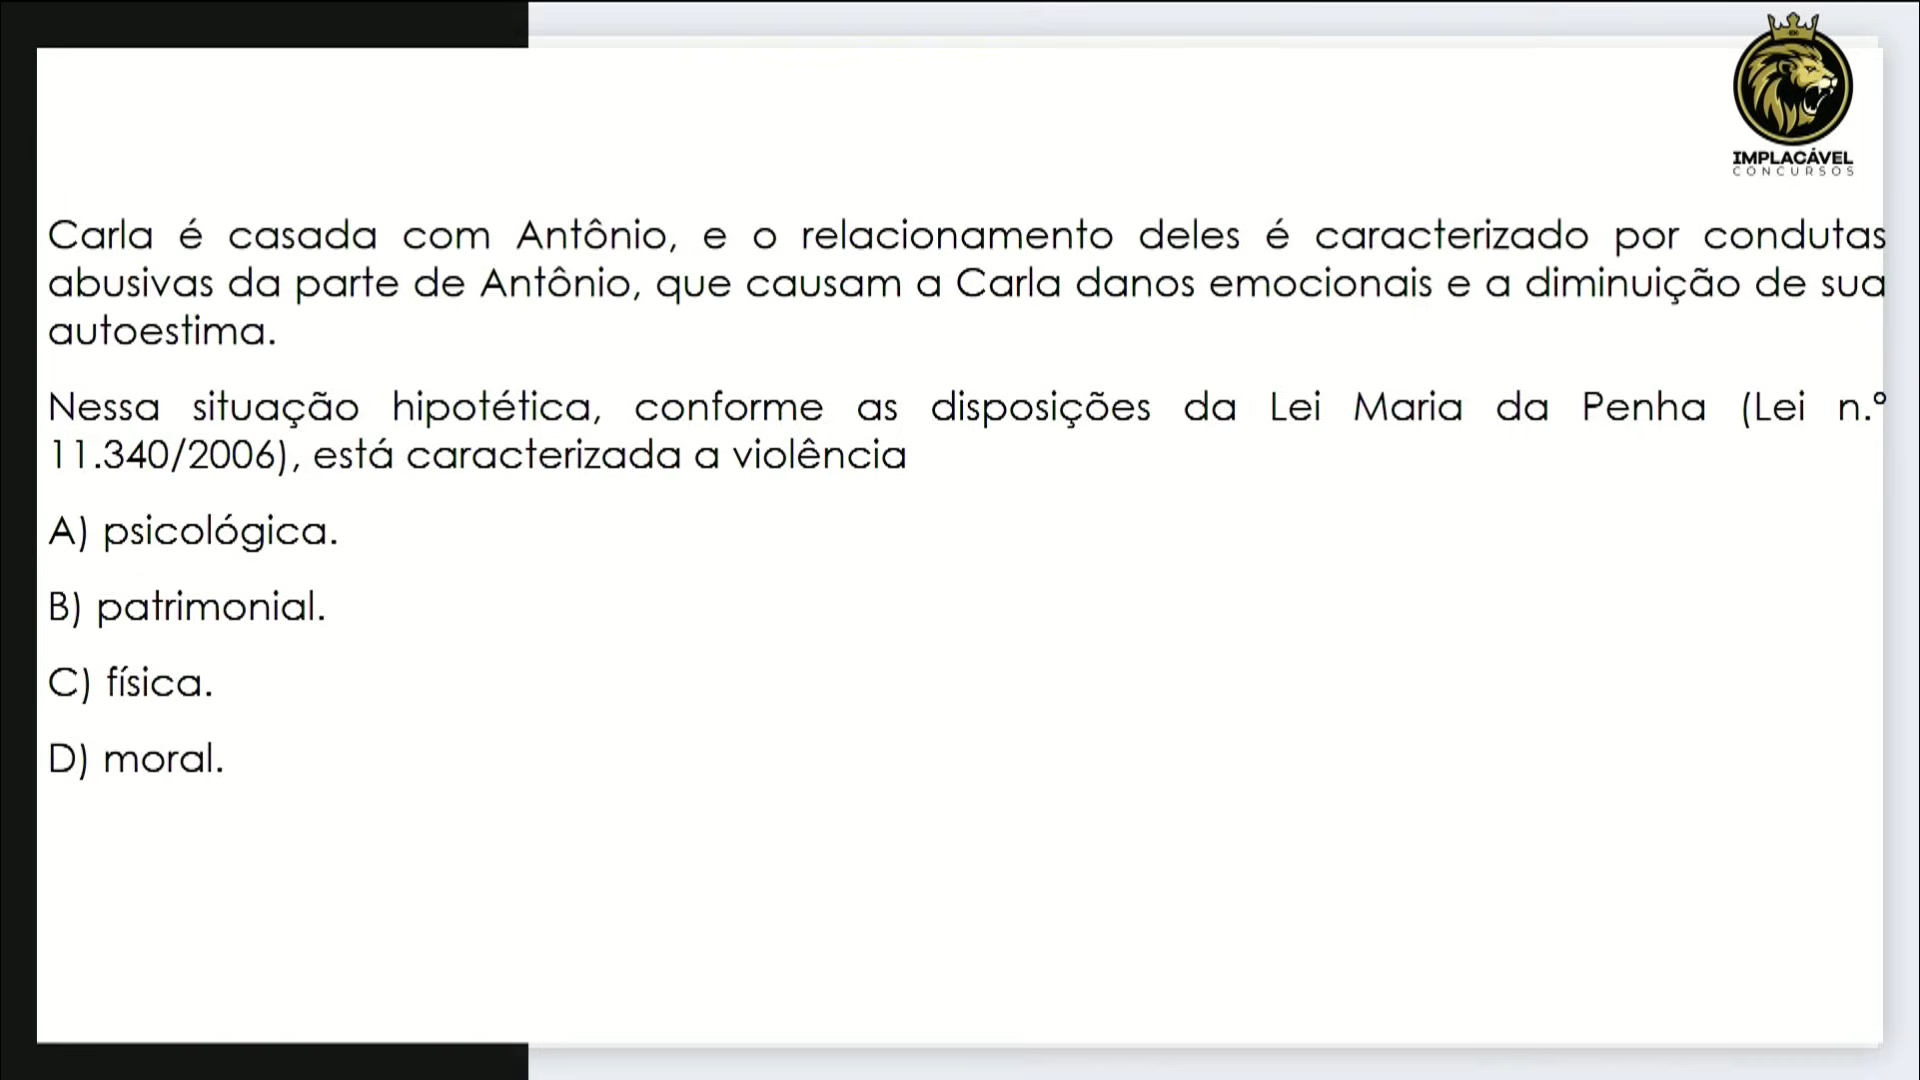 IMPLACÁVEL
CONCURSOS
Carla é casada com Antônio, e o relacionamento deles é caracterizado por condutas
abusivas da parte de Antônio, que causam a Carla danos emocionais e a diminuição de sua
autoestima.
Nessa situação hipotética, conforme as disposições da Lei Maria da Penha (Lei n.º
11.340/2006), está caracterizada a violência
A) psicológica.
B) patrimonial.
C) física.
D) moral.